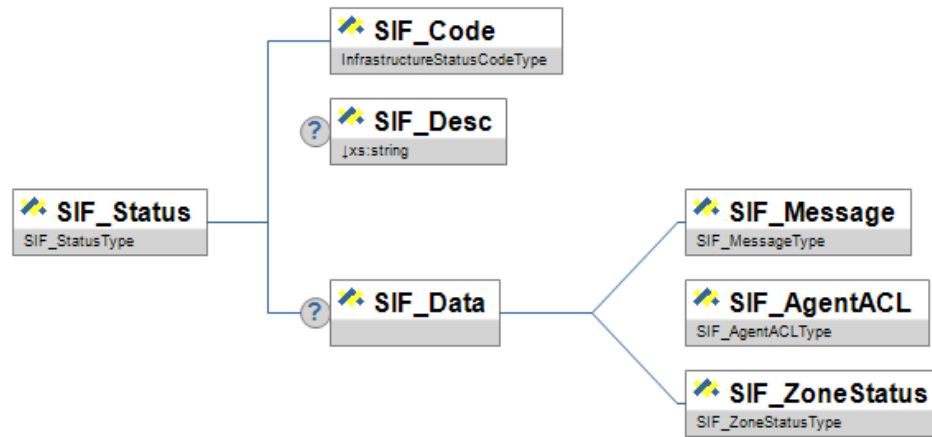 SIF_Code
InfrastructureStatusCodeType
?
SIF_Desc
↓xs:string
SIF_Status
SIF_StatusType
SIF_Message
SIF_MessageType
?
SIF_Data
SIF_AgentACL
SIF_AgentACLType
SIF_ZoneStatus
SIF_ZoneStatusType